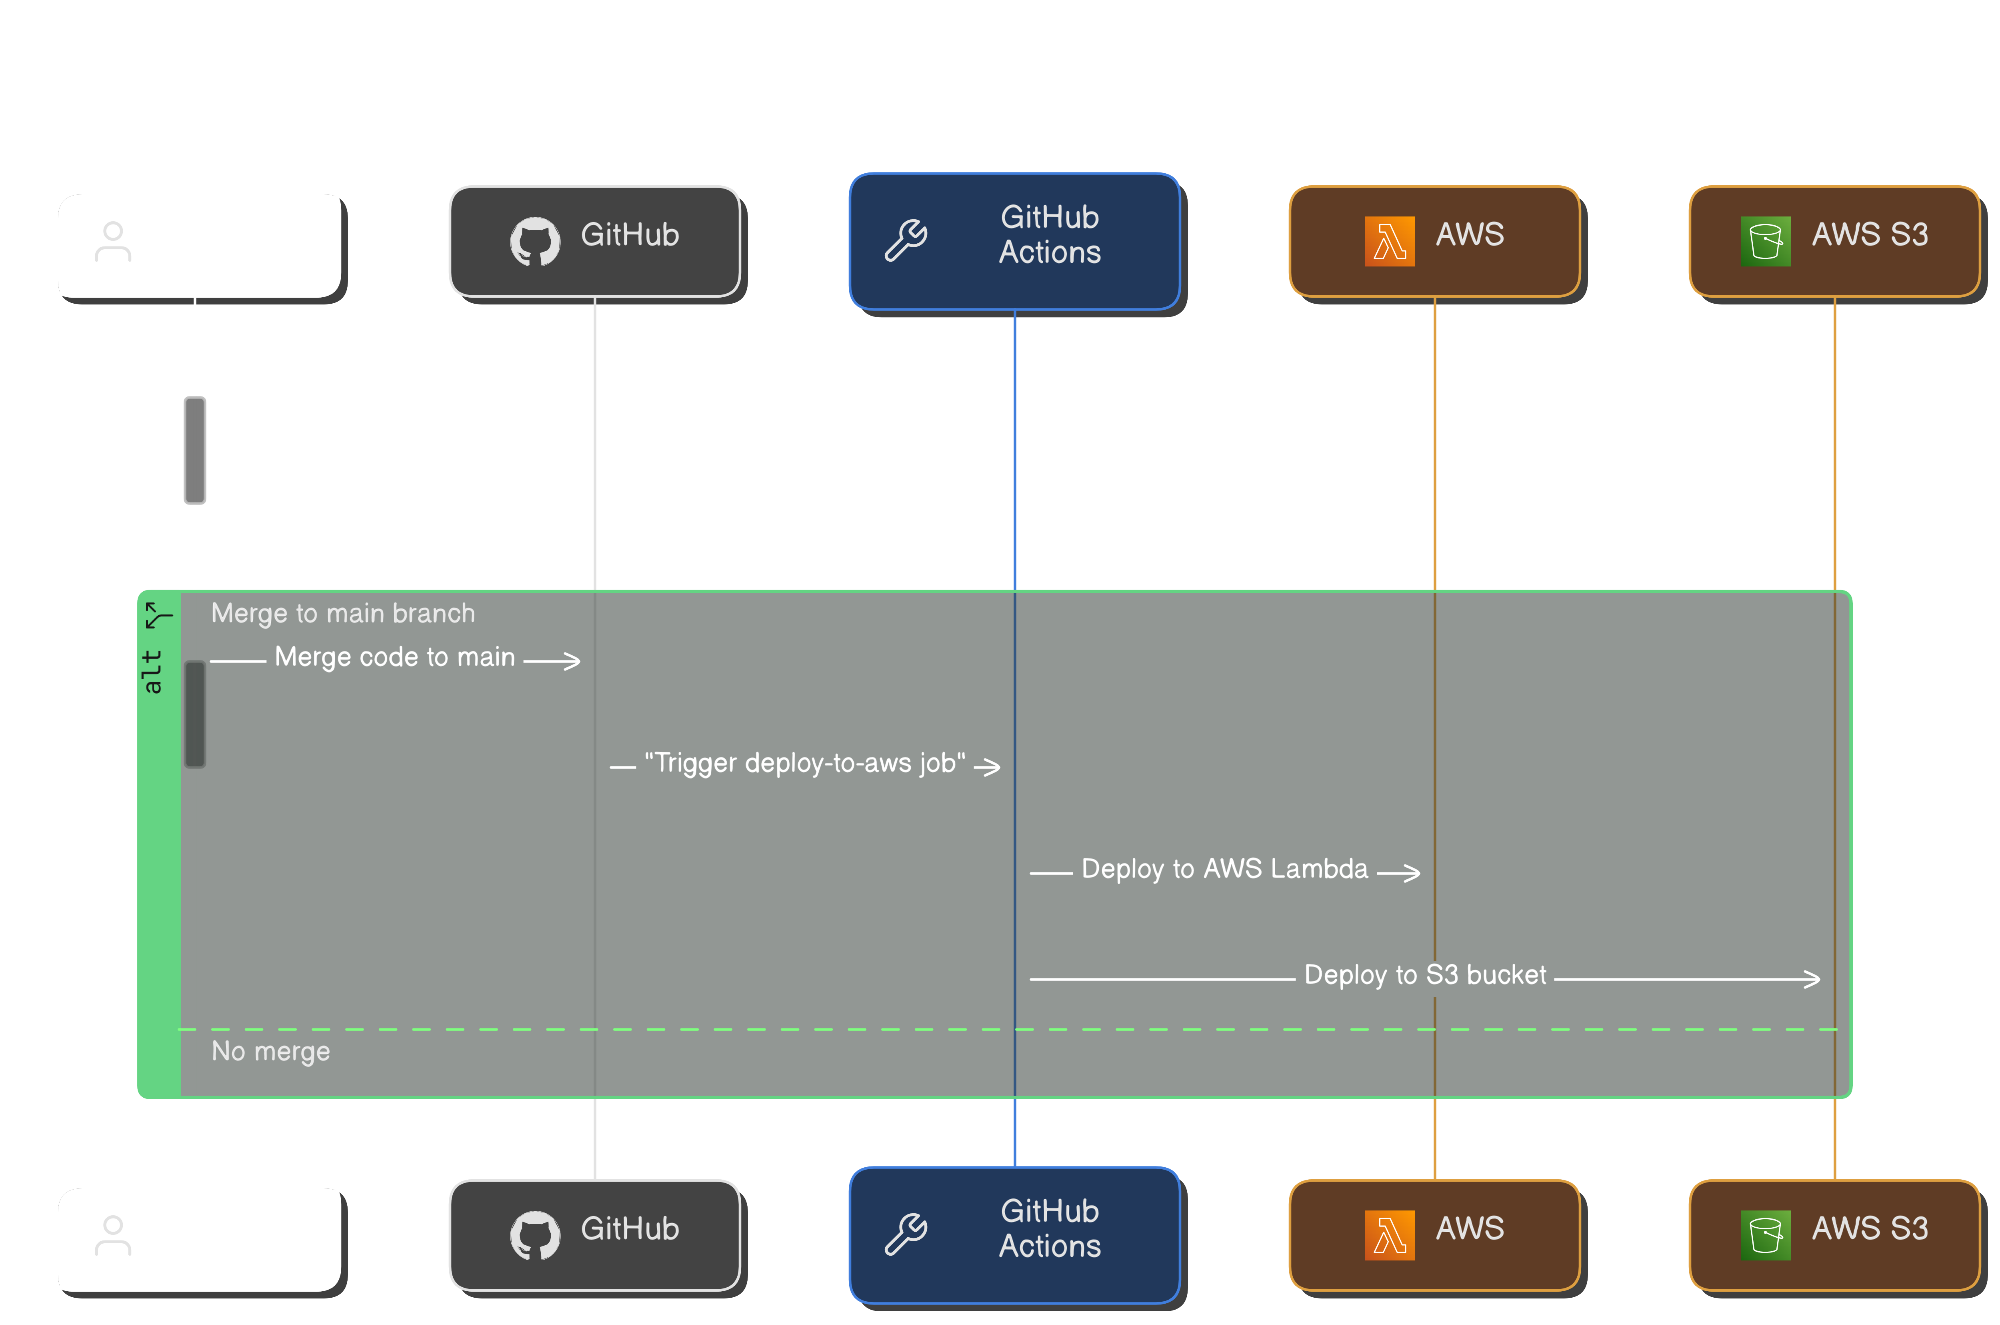 GitHub
GitHub
Actions
AWS
AWS S3
alt
Merge to main branch
Merge code to main
"Trigger deploy-to-aws job"
Deploy to AWS Lambda
Deploy to S3 bucket
No merge
GitHub
GitHub
Actions
AWS
AWS S3